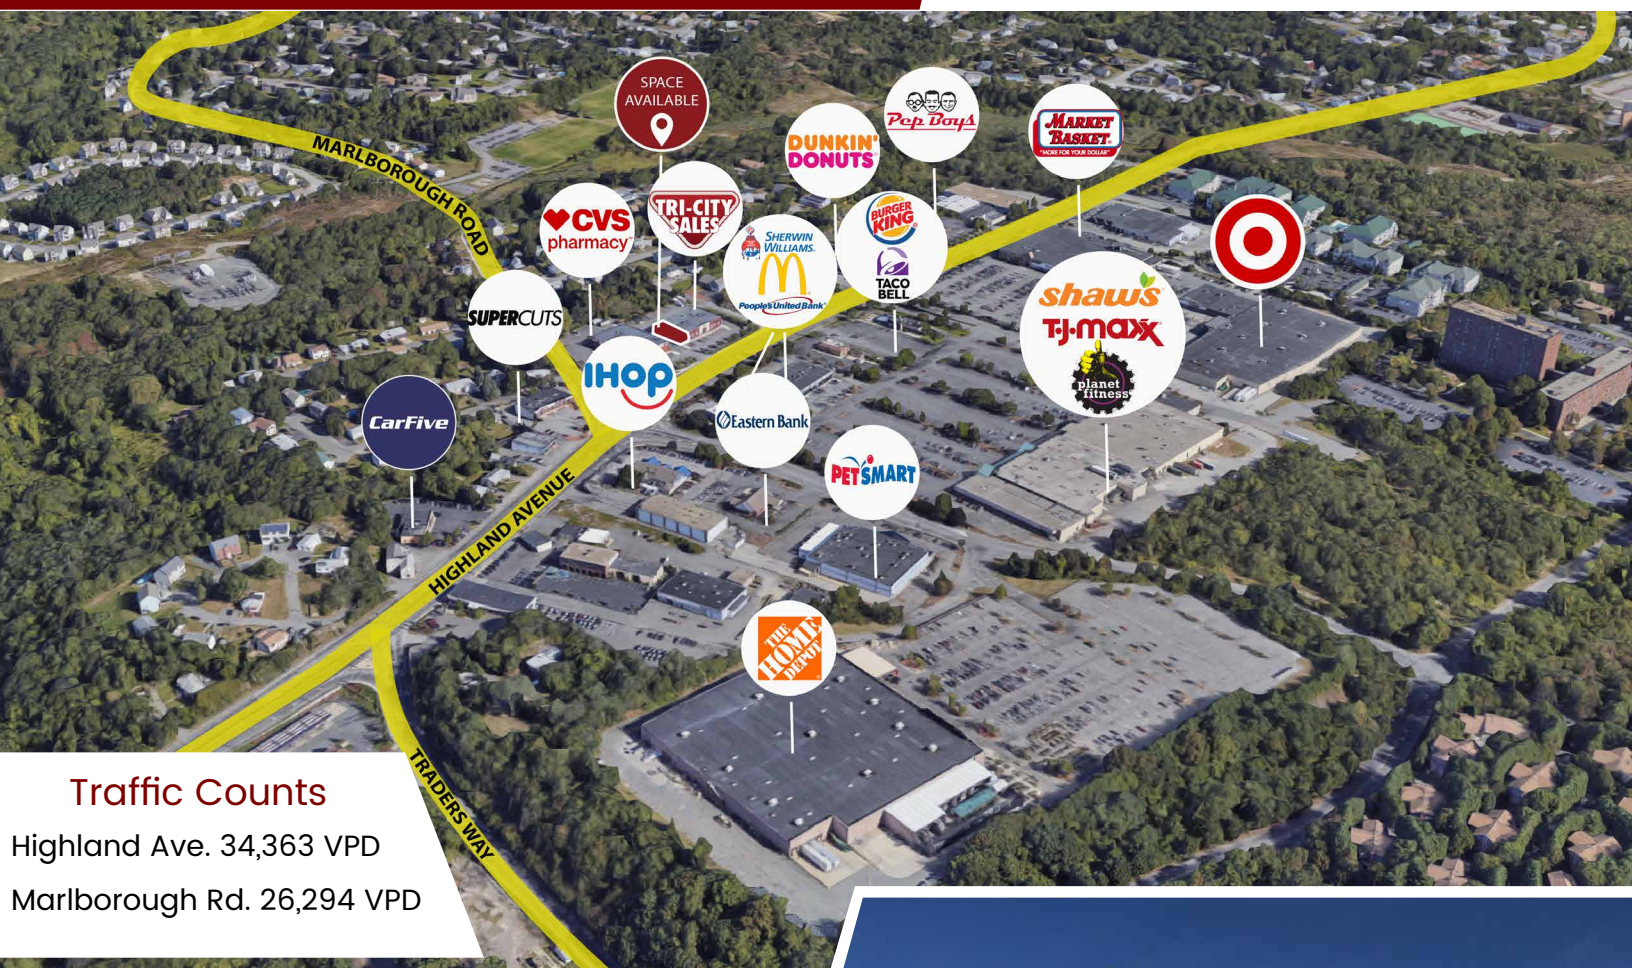 SPACE
AVAILABLE
MARLBOROUGH ROAD
CVS
pharmacy
TRI-CITY
SALES
DUNKIN'
DONUTS
Pep Boys
MARKET
BASKET
"MORE FOR YOUR DOLLAR"
SHERWIN
WILLIAMS.
People's United Bank
BURGER
KING
TACO
BELL
SUPERCUTS
IHOP
shaw's
T·J·maxx
planet
fitness
CarFive
Eastern Bank
PETSMART
HIGHLAND AVENUE
THE
HOME
DEPOT
TRADERS WAY
Traffic Counts
Highland Ave. 34,363 VPD
Marlborough Rd. 26,294 VPD